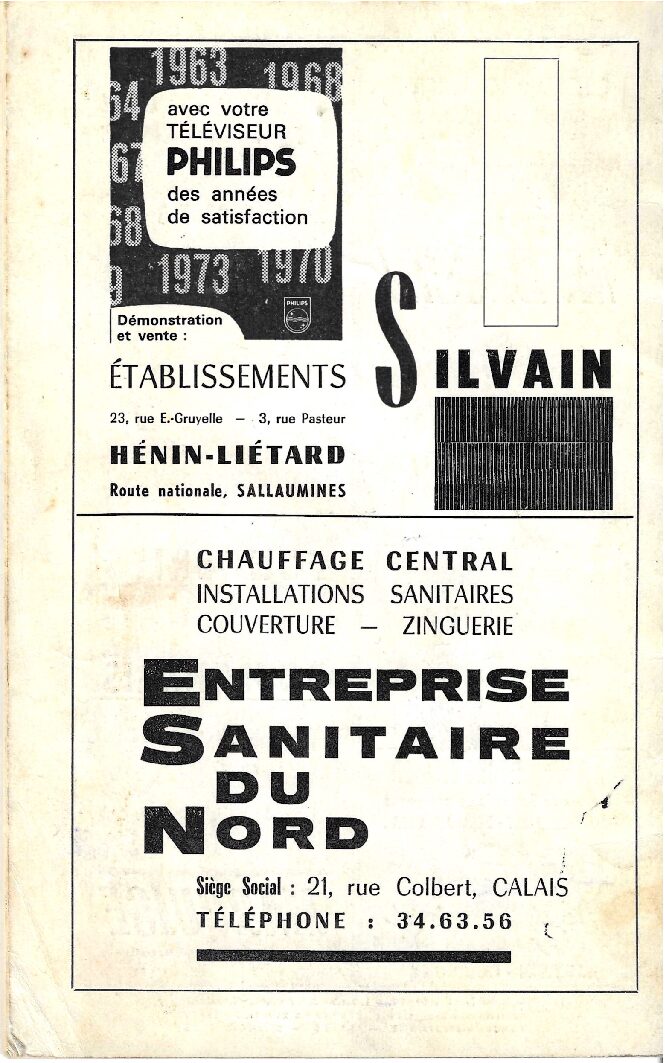 1963
1968
64
avec votre
TÉLÉVISEUR
PHILIPS
67
des années
de satisfaction
68
1973
1970
9
PHILIPS
Démonstration
et vente :
ÉTABLISSEMENTS
SILVAIN
23, rue E.-Gruyelle — 3, rue Pasteur
HÉNIN-LIÉTARD
Route nationale, SALLAUMINES
CHAUFFAGE CENTRAL
INSTALLATIONS SANITAIRES
COUVERTURE — ZINGUERIE
ENTREPRISE
SANITAIRE
DU
NORD
Siège Social : 21, rue Colbert, CALAIS
TÉLÉPHONE : 34.63.56